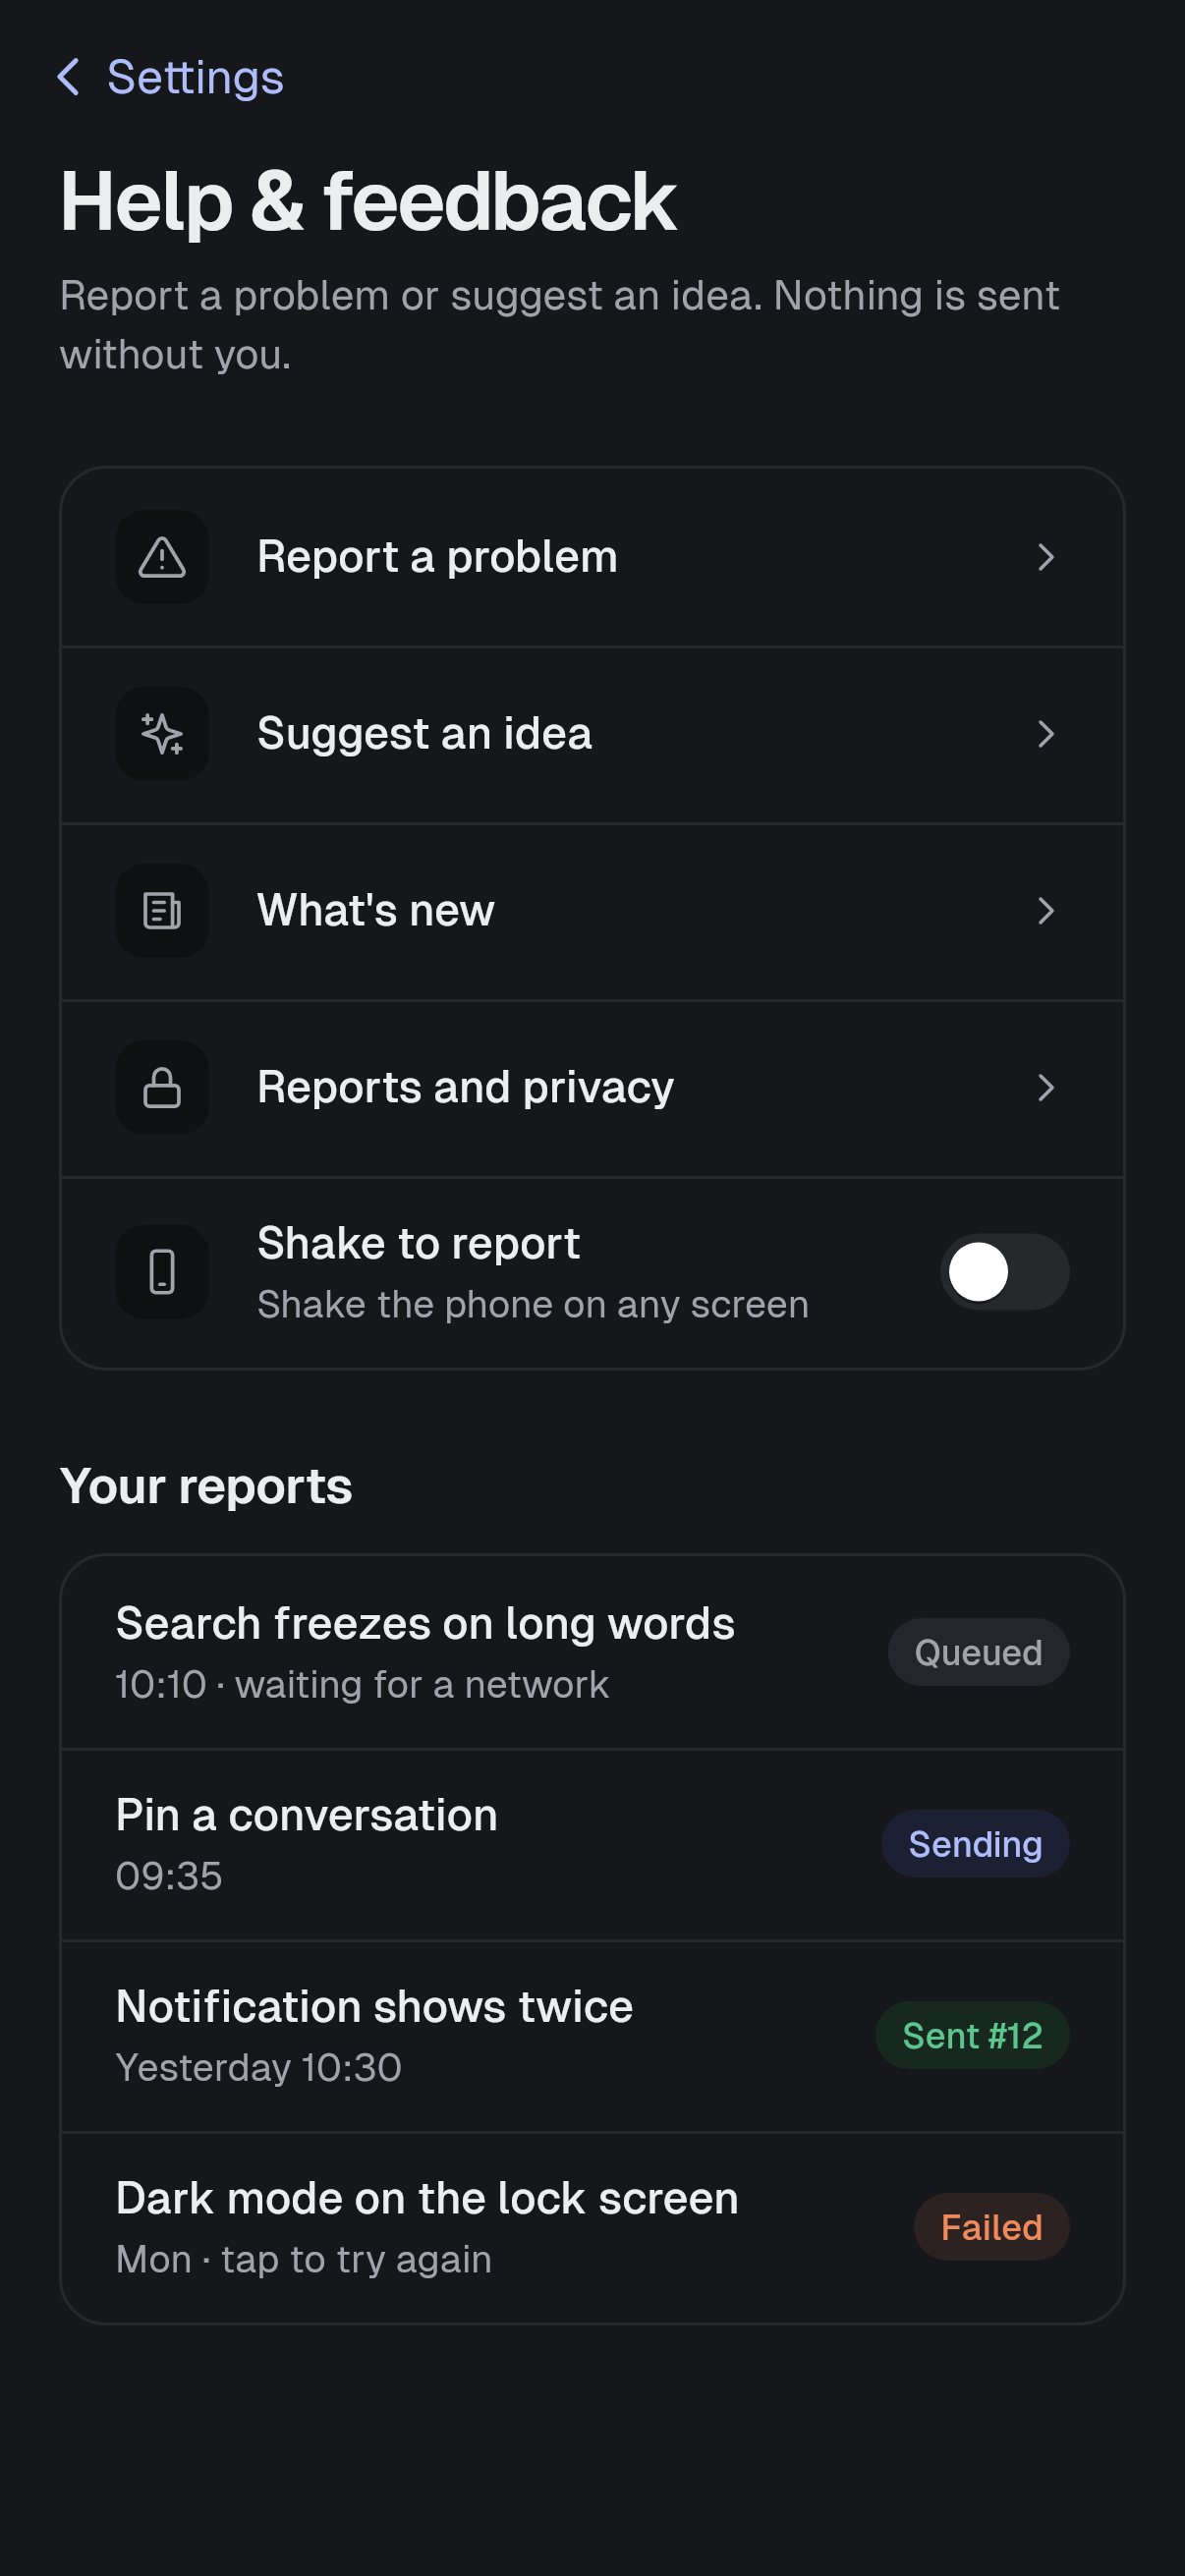 Settings
Help & feedback
Report a problem or suggest an idea. Nothing is sent
without you.
Report a problem
Suggest an idea
What's new
Reports and privacy
Shake to report
Shake the phone on any screen
Your reports
Search freezes on long words
10:10 · waiting for a network
Queued
Pin a conversation
09:35
Sending
Notification shows twice
Yesterday 10:30
Sent #12
Dark mode on the lock screen
Mon · tap to try again
Failed